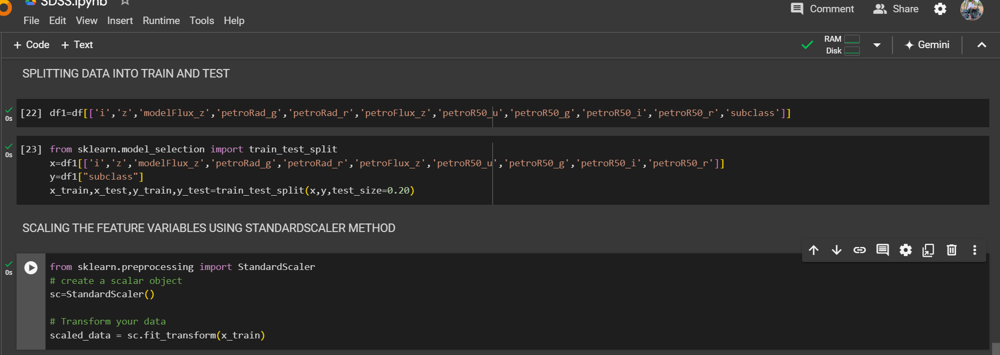 SDSS.ipynb
Comment
Share
File Edit View Insert Runtime Tools Help
+ Code + Text
RAM
Disk
Gemini
SPLITTING DATA INTO TRAIN AND TEST
0s
[22] df1=df[['i','z','modelFlux_z','petroRad_g','petroRad_r','petroFlux_z','petroR50_u','petroR50_g','petroR50_i','petroR50_r','subclass']]
0s
[23] from sklearn.model_selection import train_test_split
x=df1[['i','z','modelFlux_z','petroRad_g','petroRad_r','petroFlux_z','petroR50_u','petroR50_g','petroR50_i','petroR50_r']]
y=df1["subclass"]
x_train,x_test,y_train,y_test=train_test_split(x,y,test_size=0.20)
SCALING THE FEATURE VARIABLES USING STANDARDSCALER METHOD
0s
from sklearn.preprocessing import StandardScaler
# create a scalar object
sc=StandardScaler()
# Transform your data
scaled_data = sc.fit_transform(x_train)